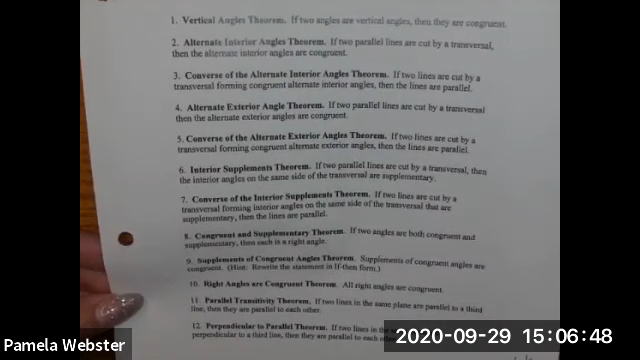 1. Vertical Angles Theorem. If two angles are vertical angles, then they are congruent.
2. Alternate Interior Angles Theorem. If two parallel lines are cut by a transversal,
then the alternate interior angles are congruent.
3. Converse of the Alternate Interior Angles Theorem. If two lines are cut by a
transversal forming congruent alternate interior angles, then the lines are parallel.
4. Alternate Exterior Angle Theorem. If two parallel lines are cut by a transversal
then the alternate exterior angles are congruent.
5. Converse of the Alternate Exterior Angles Theorem. If two lines are cut by a
transversal forming congruent alternate exterior angles, then the lines are parallel.
6. Interior Supplements Theorem. If two parallel lines are cut by a transversal, then
the interior angles on the same side of the transversal are supplementary.
7. Converse of the Interior Supplements Theorem. If two lines are cut by a
transversal forming interior angles on the same side of the transversal that are
supplementary, then the lines are parallel.
8. Congruent and Supplementary Theorem. If two angles are both congruent and
supplementary, then each is a right angle.
9. Supplements of Congruent Angles Theorem. Supplements of congruent angles are
congruent. (Hint: Rewrite the statement in If-then form.)
10. Right Angles are Congruent Theorem. All right angles are congruent.
11. Parallel Transitivity Theorem. If two lines in the same plane are parallel to a third
line, then they are parallel to each other.
12. Perpendicular to Parallel Theorem. If two lines in the
perpendicular to a third line, then they are parallel to each
Pamela Webster
2020-09-29 15:06:48